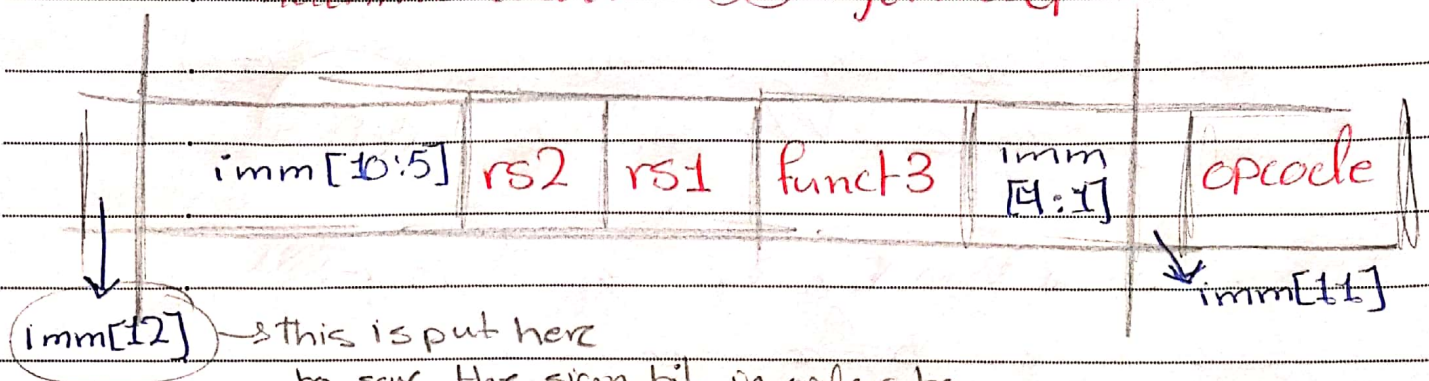 imm[10:5] rs2 rs1 funct3 imm opcode
[4:1]
imm[11]
imm[12] → this is put here